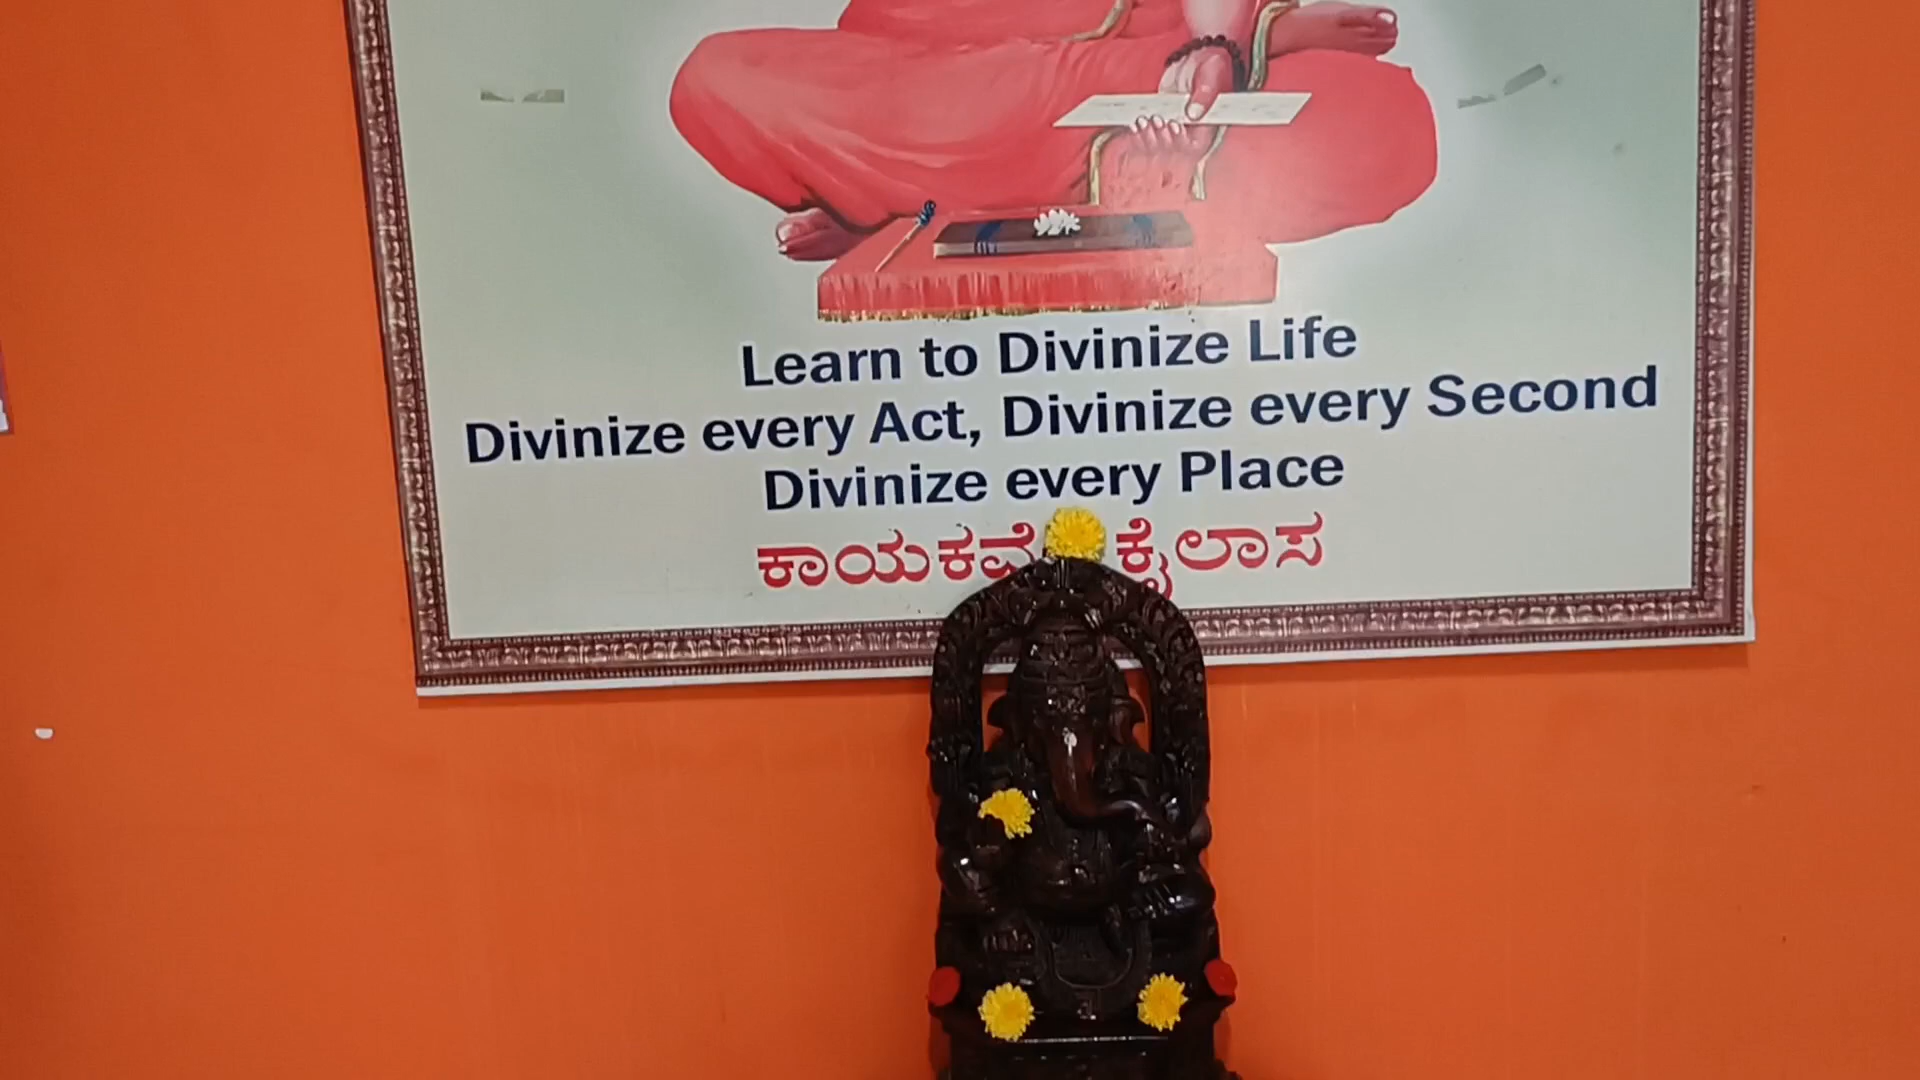 Learn to Divinize Life
Divinize every Act, Divinize every Second
Divinize every Place
ಕಾಯಕವೆ ಕೈಲಾಸ